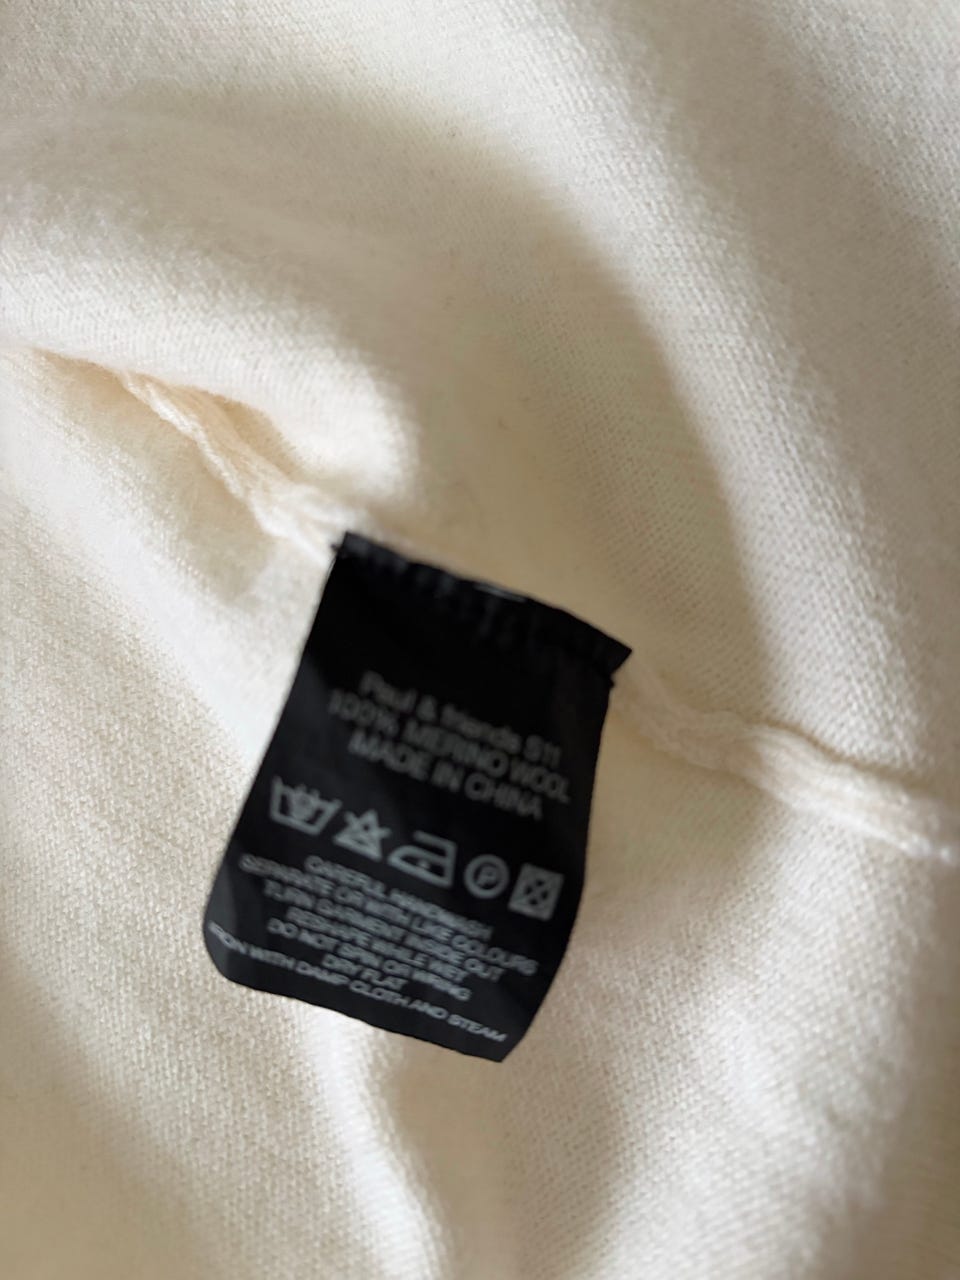 Paul & friends S11
100% MERINO WOOL
MADE IN CHINA
P
CAREFUL HANDWASH
SEPARATE OR WITH LIKE COLOURS
TURN GARMENT INSIDE OUT
RESHAPE WHILE WET
DO NOT SPIN OR WRING
DRY FLAT
IRON WITH DAMP CLOTH AND STEAM